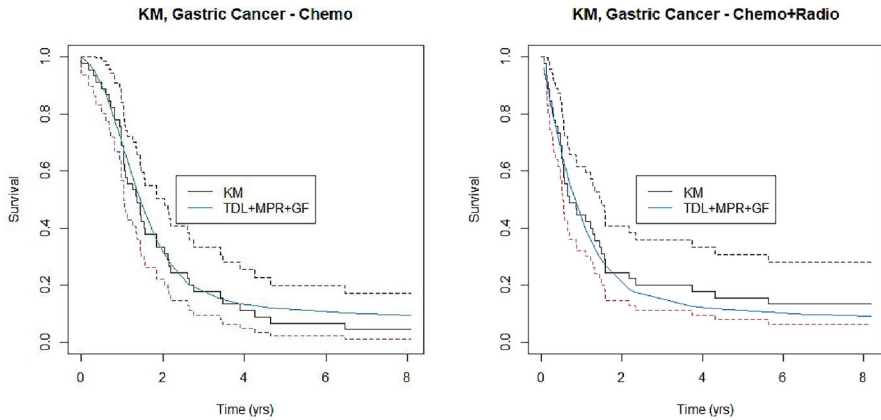 KM, Gastric Cancer - Chemo
1.0
0.8
0.6
0.4
0.2
0.0
Survival
KM
TDL+MPR+GF
0 2 4 6 8
Time (yrs)
KM, Gastric Cancer - Chemo+Radio
1.0
0.8
0.6
0.4
0.2
0.0
Survival
KM
TDL+MPR+GF
0 2 4 6 8
Time (yrs)